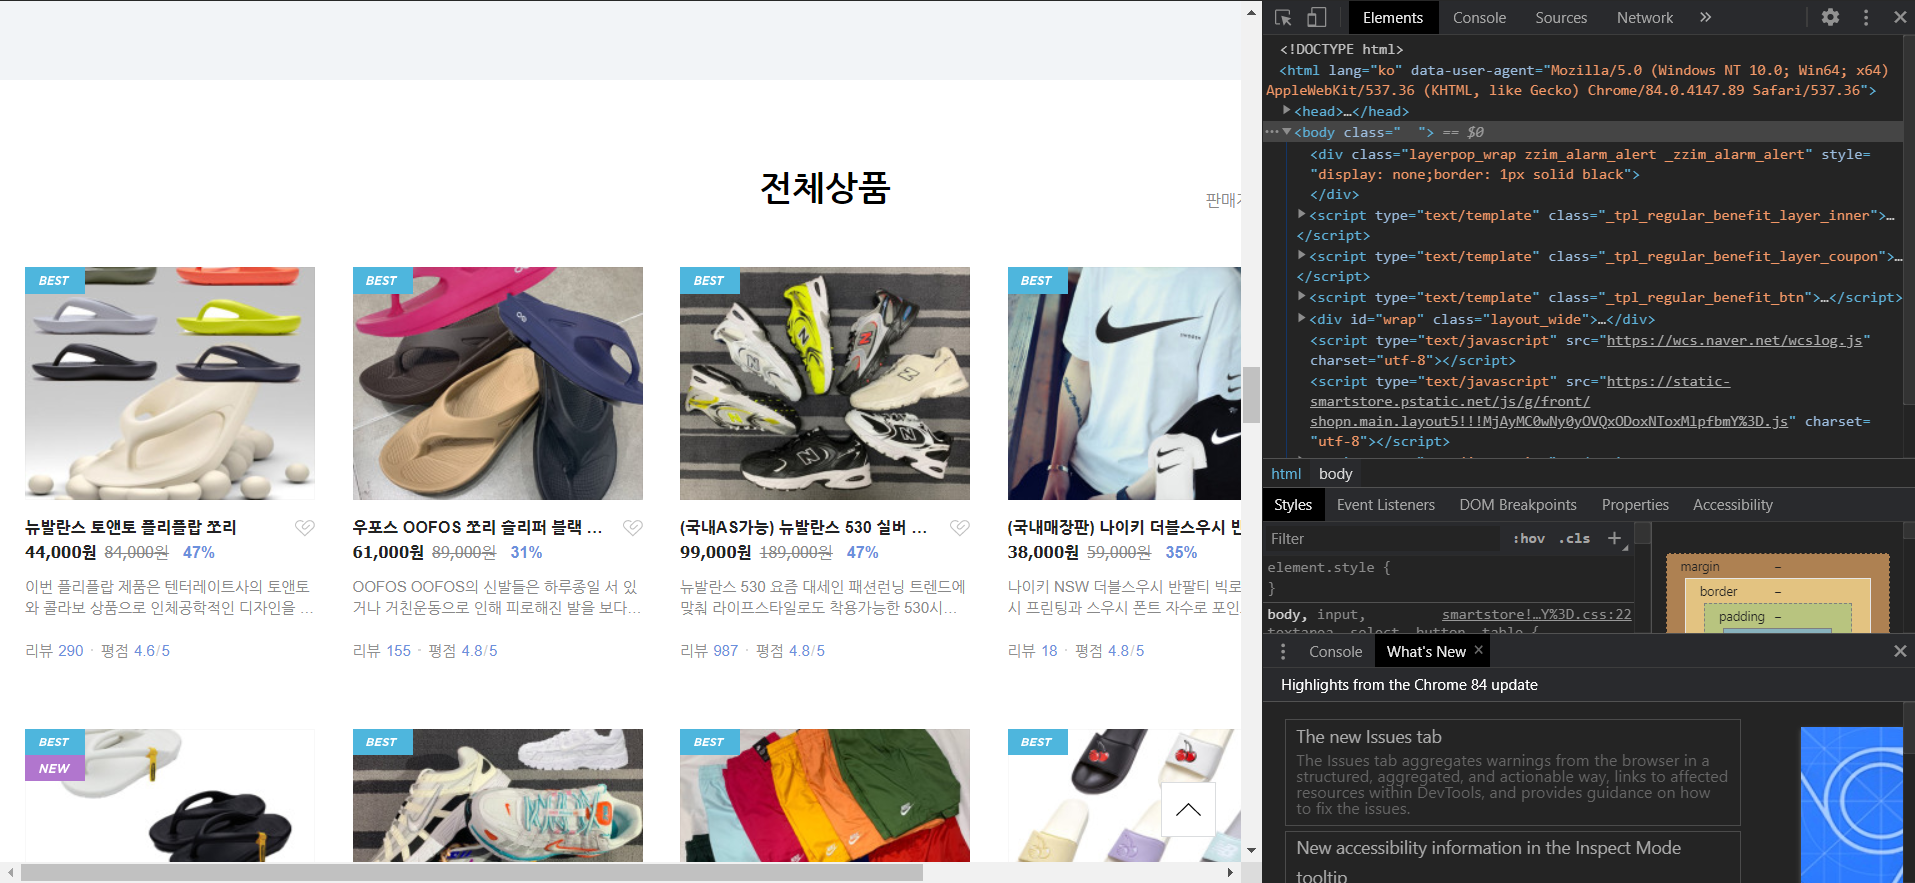 전체상품
판매
BEST
BEST
BEST
BEST
뉴발란스 토앤토 플리플랍 쪼리
44,000원 84,000원 47%
이번 플리플랍 제품은 텐터레이트사의 토앤토
와 콜라보 상품으로 인체공학적인 디자인을 ...
리뷰 290 · 평점 4.6/5
우포스 OOFOS 쪼리 슬리퍼 블랙 ...
61,000원 89,000원 31%
OOFOS OOFOS의 신발들은 하루종일 서 있
거나 거친운동으로 인해 피로해진 발을 보다...
리뷰 155 · 평점 4.8/5
(국내AS가능) 뉴발란스 530 실버 ...
99,000원 189,000원 47%
뉴발란스 530 요즘 대세인 패션런닝 트렌드에
맞춰 라이프스타일로도 착용가능한 530시...
리뷰 987 · 평점 4.8/5
(국내매장판) 나이키 더블스우시 반
38,000원 59,000원 35%
나이키 NSW 더블스우시 반팔티 빅로
시 프린팅과 스우시 폰트 자수로 포인
리뷰 18 · 평점 4.8/5
BEST
NEW
BEST
BEST
BEST
Elements Console Sources Network »
<!DOCTYPE html>
<html lang="ko" data-user-agent="Mozilla/5.0 (Windows NT 10.0; Win64; x64)
AppleWebKit/537.36 (KHTML, like Gecko) Chrome/84.0.4147.89 Safari/537.36">
<head>…</head>
<body class="  "> == $0
<div class="layerpop_wrap zzim_alarm_alert _zzim_alarm_alert" style=
"display: none;border: 1px solid black">
</div>
<script type="text/template" class="_tpl_regular_benefit_layer_inner">…
</script>
<script type="text/template" class="_tpl_regular_benefit_layer_coupon">…
</script>
<script type="text/template" class="_tpl_regular_benefit_btn">…</script>
<div id="wrap" class="layout_wide">…</div>
<script type="text/javascript" src="https://wcs.naver.net/wcslog.js"
charset="utf-8"></script>
<script type="text/javascript" src="https://static-
smartstore.pstatic.net/js/g/front/
shopn.main.layout5!!!MjAyMC0wNy0yOVQxODoxNToxMlpfbmY%3D.js" charset=
"utf-8"></script>
html body
Styles Event Listeners DOM Breakpoints Properties Accessibility
Filter :hov .cls +
element.style {
}
body, input, smartstore!…Y%3D.css:22
textarea, select, button, table {
margin –
border –
padding –
Console What's New ×
Highlights from the Chrome 84 update
The new Issues tab
The Issues tab aggregates warnings from the browser in a
structured, aggregated, and actionable way, links to affected
resources within DevTools, and provides guidance on how
to fix the issues.
New accessibility information in the Inspect Mode
tooltip